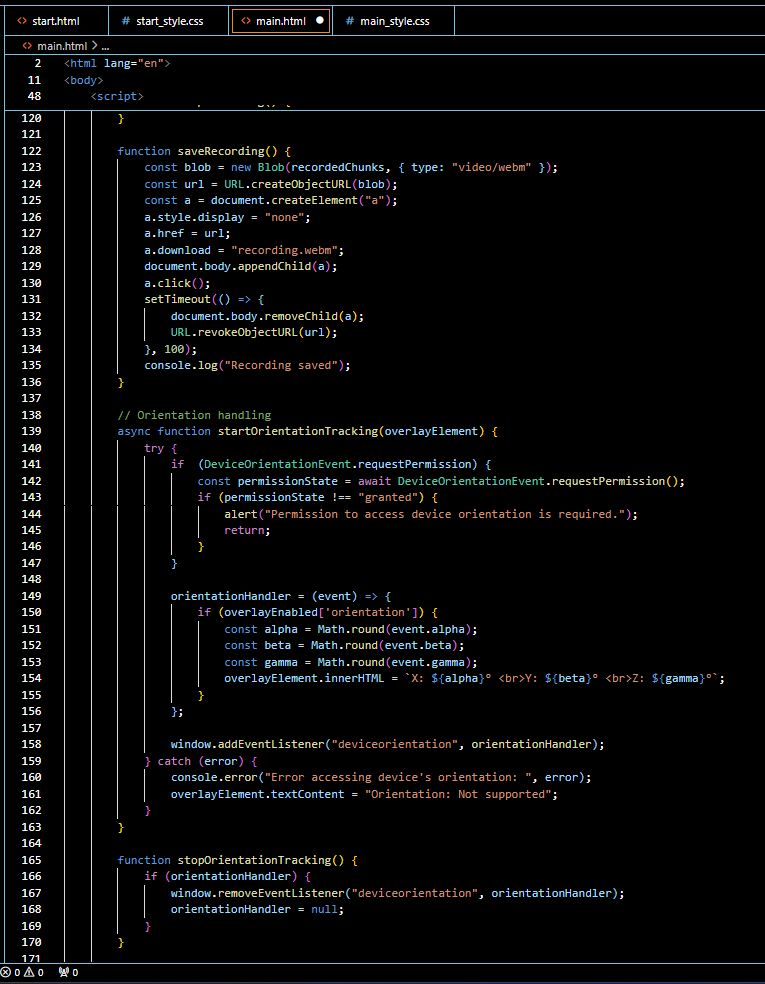 <> start.html # start_style.css <> main.html ● # main_style.css
<> main.html > ...
2 <html lang="en">
11 <body>
48 <script>
120 }
121
122 function saveRecording() {
123 const blob = new Blob(recordedChunks, { type: "video/webm" });
124 const url = URL.createObjectURL(blob);
125 const a = document.createElement("a");
126 a.style.display = "none";
127 a.href = url;
128 a.download = "recording.webm";
129 document.body.appendChild(a);
130 a.click();
131 setTimeout(() => {
132 document.body.removeChild(a);
133 URL.revokeObjectURL(url);
134 }, 100);
135 console.log("Recording saved");
136 }
137
138 // Orientation handling
139 async function startOrientationTracking(overlayElement) {
140 try {
141 if (DeviceOrientationEvent.requestPermission) {
142 const permissionState = await DeviceOrientationEvent.requestPermission();
143 if (permissionState !== "granted") {
144 alert("Permission to access device orientation is required.");
145 return;
146 }
147 }
148
149 orientationHandler = (event) => {
150 if (overlayEnabled['orientation']) {
151 const alpha = Math.round(event.alpha);
152 const beta = Math.round(event.beta);
153 const gamma = Math.round(event.gamma);
154 overlayElement.innerHTML = `X: ${alpha}° <br>Y: ${beta}° <br>Z: ${gamma}°`;
155 }
156 };
157
158 window.addEventListener("deviceorientation", orientationHandler);
159 } catch (error) {
160 console.error("Error accessing device's orientation: ", error);
161 overlayElement.textContent = "Orientation: Not supported";
162 }
163 }
164
165 function stopOrientationTracking() {
166 if (orientationHandler) {
167 window.removeEventListener("deviceorientation", orientationHandler);
168 orientationHandler = null;
169 }
170 }
171
0 0 0